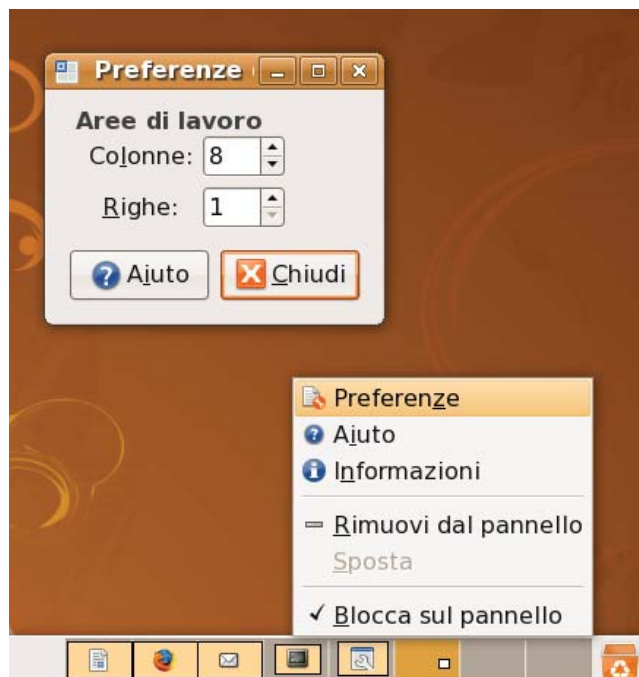 Preferenze
Aree di lavoro
Colonne: 8
Righe: 1
Aiuto
Chiudi
Preferenze
Aiuto
Informazioni
Rimuovi dal pannello
Sposta
Blocca sul pannello